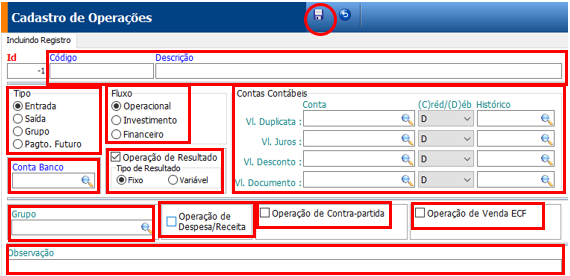 Cadastro de Operações
Incluindo Registro
Id Código Descrição
-1
Tipo
Entrada
Saída
Grupo
Pagto. Futuro
Fluxo
Operacional
Investimento
Financeiro
Contas Contábeis
Conta (C)réd/(D)éb Histórico
Vl. Duplicata : D
Vl. Juros : D
Vl. Desconto : D
Vl. Documento : D
Conta Banco
Operação de Resultado
Tipo de Resultado
Fixo Variável
Grupo
Operação de
Despesa/Receita
Operação de Contra-partida
Operação de Venda ECF
Observação